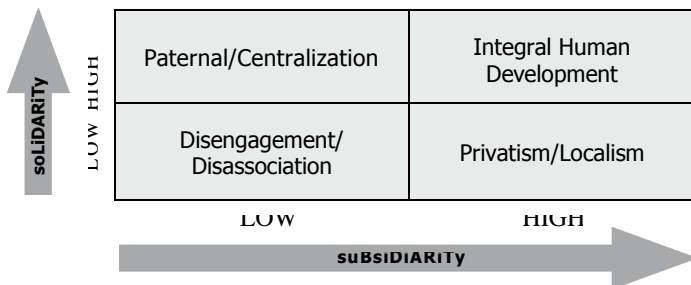 Paternal/Centralization
Integral Human
Development
soLiDARiTy
LOW HIGH
Disengagement/
Disassociation
Privatism/Localism
LOW HIGH
suBsiDiARiTy